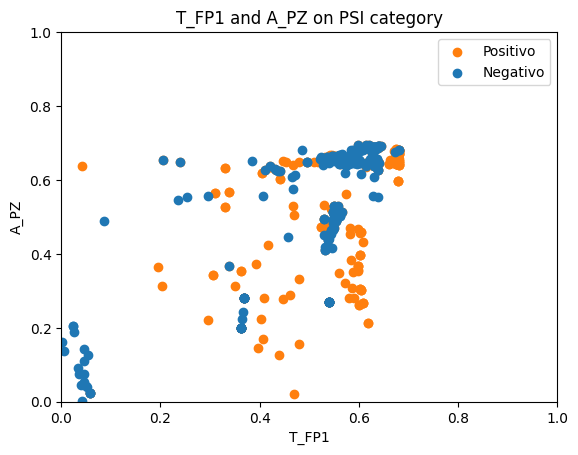 T_FP1 and A_PZ on PSI category
Positivo
Negativo
1.0
0.8
0.6
0.4
0.2
0.0
A_PZ
0.0 0.2 0.4 0.6 0.8 1.0
T_FP1